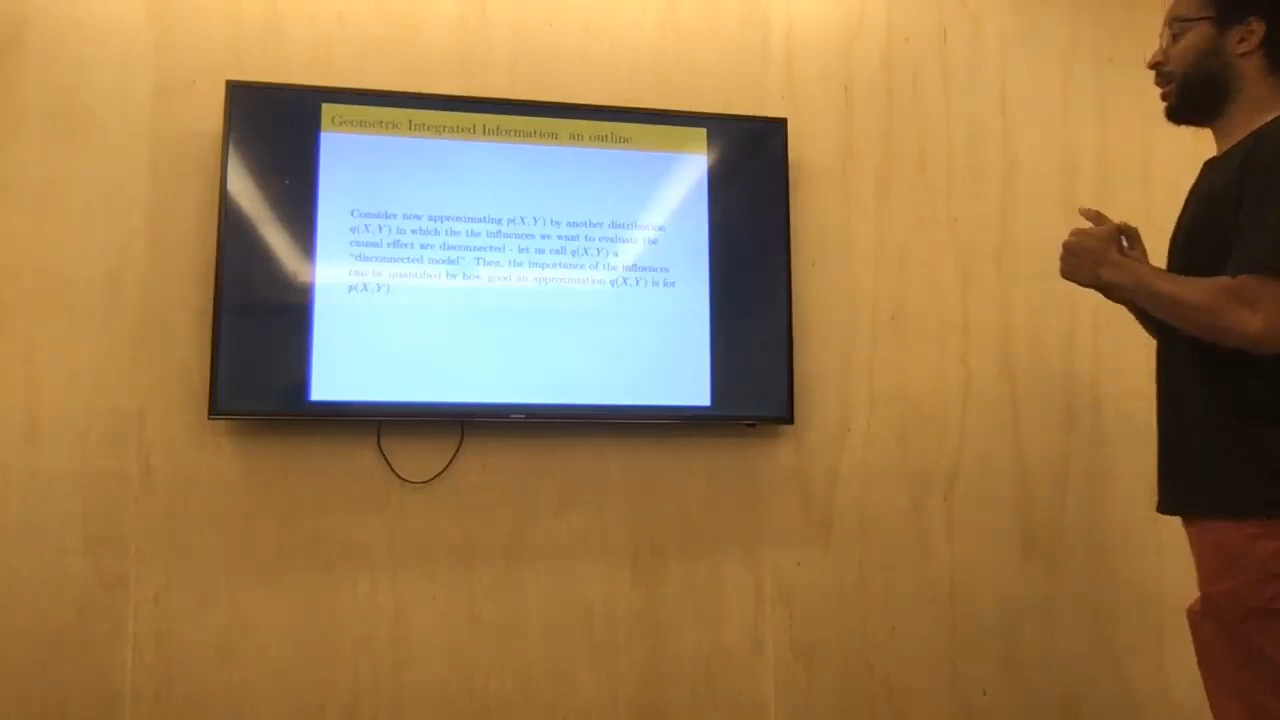 Geometric Integrated Information: an outline
Consider now approximating p(X, Y) by another distribution
q(X, Y) in which the the influences we want to evaluate the
causal effect are disconnected - let us call q(X, Y) a
"disconnected model". Then, the importance of the influences
can be quantified by how good an approximation q(X, Y) is for
p(X, Y)